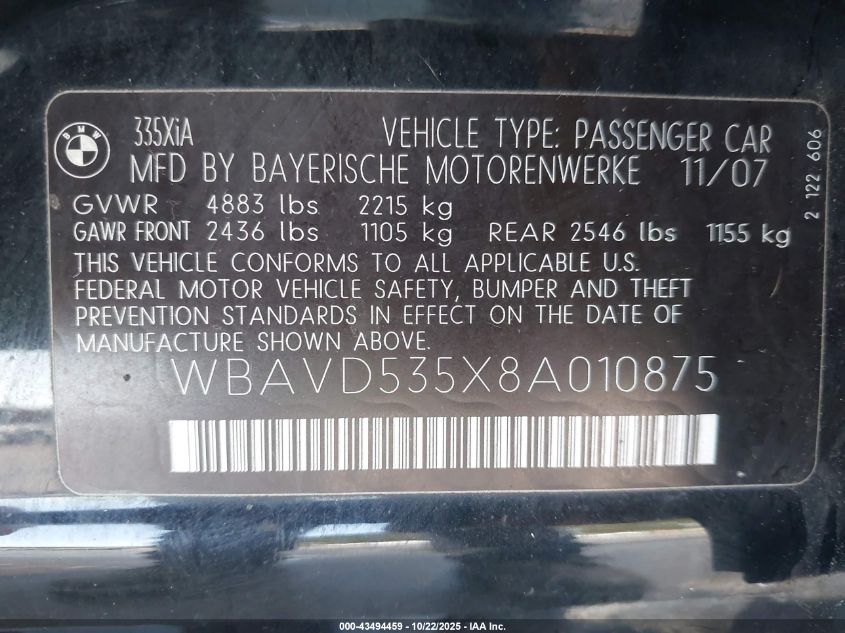 BMW
335XiA VEHICLE TYPE: PASSENGER CAR
MFD BY BAYERISCHE MOTORENWERKE 11/07
GVWR 4883 lbs 2215 kg
GAWR FRONT 2436 lbs 1105 kg REAR 2546 lbs 1155 kg
THIS VEHICLE CONFORMS TO ALL APPLICABLE U.S.
FEDERAL MOTOR VEHICLE SAFETY, BUMPER AND THEFT
PREVENTION STANDARDS IN EFFECT ON THE DATE OF
MANUFACTURE SHOWN ABOVE.
WBAVD535X8A010875
2 122 606
000-43494459 - 10/22/2025 - IAA Inc.